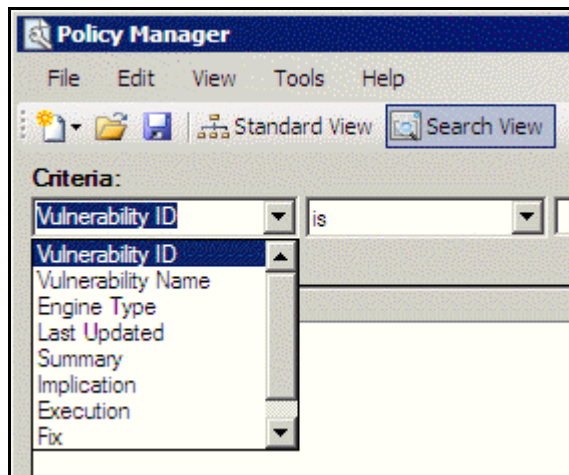 Policy Manager
File Edit View Tools Help
Standard View Search View
Criteria:
Vulnerability ID is
Vulnerability ID
Vulnerability Name
Engine Type
Last Updated
Summary
Implication
Execution
Fix